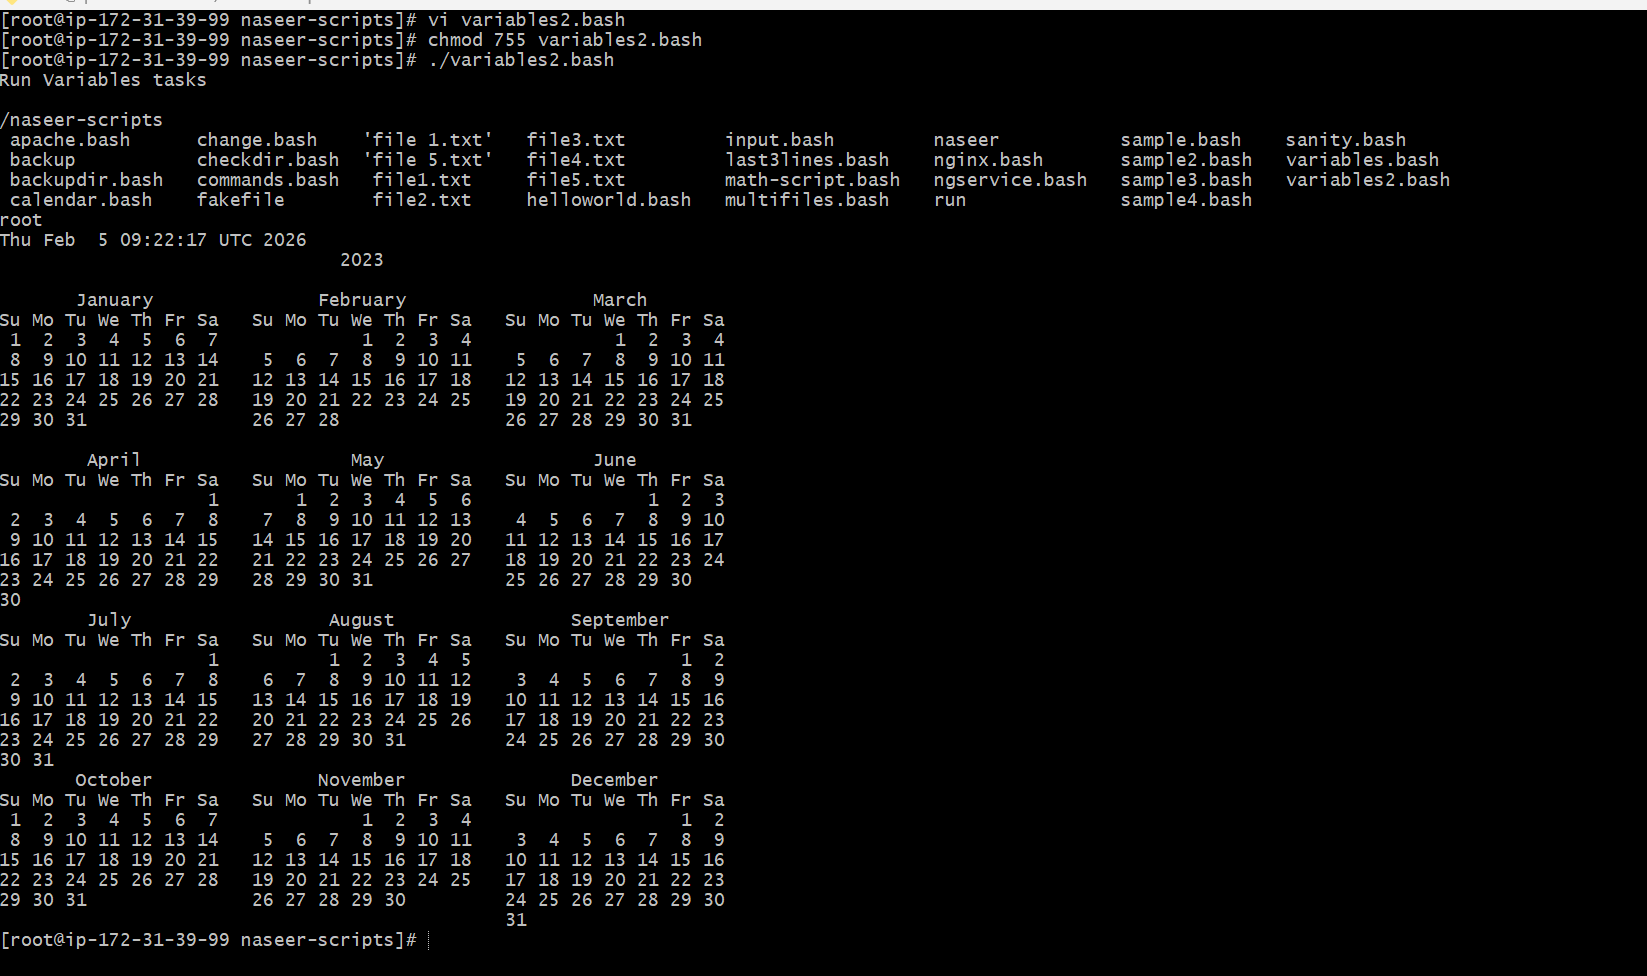 [root@ip-172-31-39-99 naseer-scripts]# vi variables2.bash
[root@ip-172-31-39-99 naseer-scripts]# chmod 755 variables2.bash
[root@ip-172-31-39-99 naseer-scripts]# ./variables2.bash
Run Variables tasks

/naseer-scripts
 apache.bash      change.bash    'file 1.txt'   file3.txt         input.bash         naseer           sample.bash    sanity.bash
 backup           checkdir.bash  'file 5.txt'   file4.txt         last3lines.bash    nginx.bash       sample2.bash   variables.bash
 backupdir.bash   commands.bash   file1.txt     file5.txt         math-script.bash   ngservice.bash   sample3.bash   variables2.bash
 calendar.bash    fakefile        file2.txt     helloworld.bash   multifiles.bash    run              sample4.bash
root
Thu Feb  5 09:22:17 UTC 2026
                               2023

       January               February                 March
Su Mo Tu We Th Fr Sa   Su Mo Tu We Th Fr Sa   Su Mo Tu We Th Fr Sa
 1  2  3  4  5  6  7             1  2  3  4             1  2  3  4
 8  9 10 11 12 13 14    5  6  7  8  9 10 11    5  6  7  8  9 10 11
15 16 17 18 19 20 21   12 13 14 15 16 17 18   12 13 14 15 16 17 18
22 23 24 25 26 27 28   19 20 21 22 23 24 25   19 20 21 22 23 24 25
29 30 31               26 27 28               26 27 28 29 30 31

        April                   May                   June
Su Mo Tu We Th Fr Sa   Su Mo Tu We Th Fr Sa   Su Mo Tu We Th Fr Sa
                   1       1  2  3  4  5  6                1  2  3
 2  3  4  5  6  7  8    7  8  9 10 11 12 13    4  5  6  7  8  9 10
 9 10 11 12 13 14 15   14 15 16 17 18 19 20   11 12 13 14 15 16 17
16 17 18 19 20 21 22   21 22 23 24 25 26 27   18 19 20 21 22 23 24
23 24 25 26 27 28 29   28 29 30 31            25 26 27 28 29 30
30
        July                  August                September
Su Mo Tu We Th Fr Sa   Su Mo Tu We Th Fr Sa   Su Mo Tu We Th Fr Sa
                   1          1  2  3  4  5                   1  2
 2  3  4  5  6  7  8    6  7  8  9 10 11 12    3  4  5  6  7  8  9
 9 10 11 12 13 14 15   13 14 15 16 17 18 19   10 11 12 13 14 15 16
16 17 18 19 20 21 22   20 21 22 23 24 25 26   17 18 19 20 21 22 23
23 24 25 26 27 28 29   27 28 29 30 31         24 25 26 27 28 29 30
30 31
       October               November               December
Su Mo Tu We Th Fr Sa   Su Mo Tu We Th Fr Sa   Su Mo Tu We Th Fr Sa
 1  2  3  4  5  6  7             1  2  3  4                   1  2
 8  9 10 11 12 13 14    5  6  7  8  9 10 11    3  4  5  6  7  8  9
15 16 17 18 19 20 21   12 13 14 15 16 17 18   10 11 12 13 14 15 16
22 23 24 25 26 27 28   19 20 21 22 23 24 25   17 18 19 20 21 22 23
29 30 31               26 27 28 29 30         24 25 26 27 28 29 30
                                              31
[root@ip-172-31-39-99 naseer-scripts]#